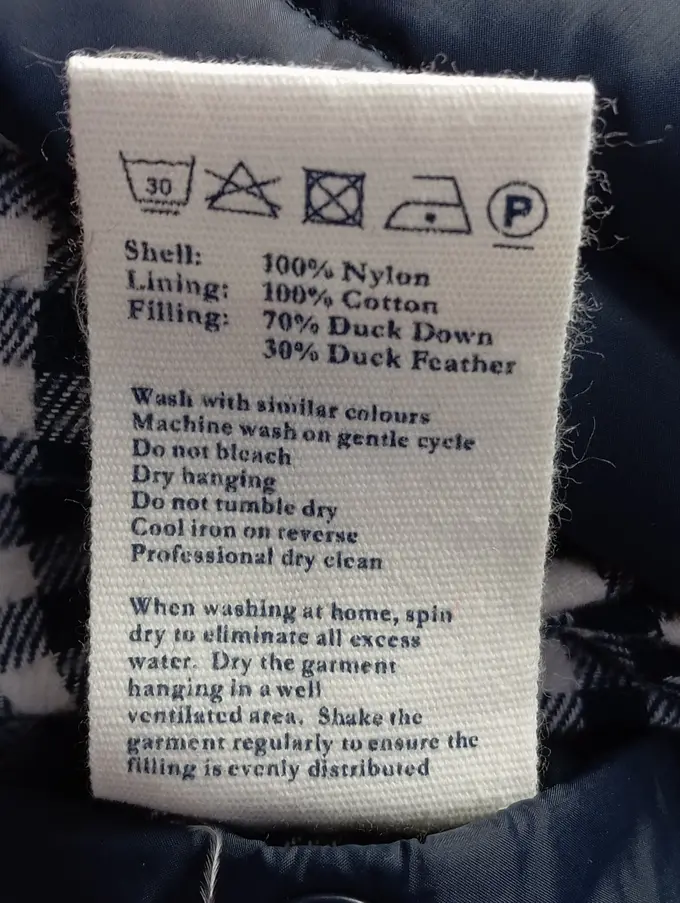 30
P
Shell: 100% Nylon
Lining: 100% Cotton
Filling: 70% Duck Down
30% Duck Feather
Wash with similar colours
Machine wash on gentle cycle
Do not bleach
Dry hanging
Do not tumble dry
Cool iron on reverse
Professional dry clean
When washing at home, spin
dry to eliminate all excess
water. Dry the garment
hanging in a well
ventilated area. Shake the
garment regularly to ensure the
filling is evenly distributed